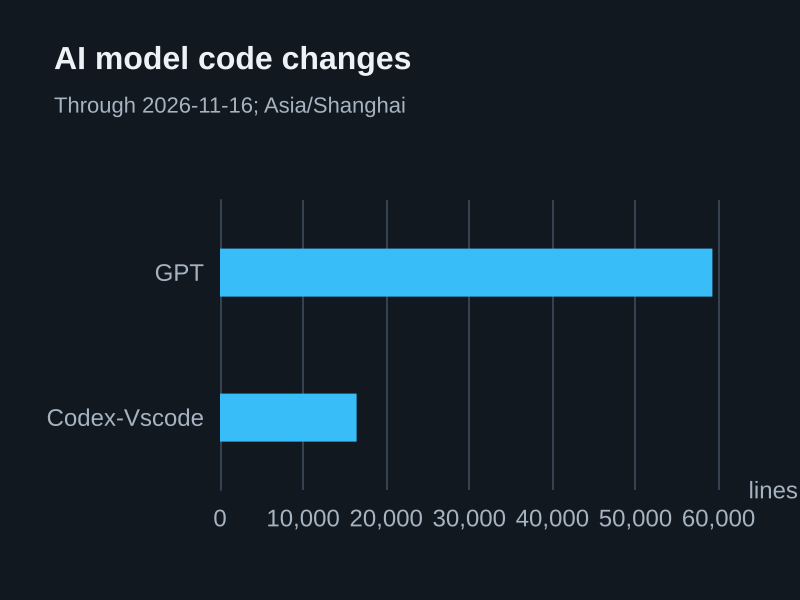 AI model code changes
Through 2026-11-16; Asia/Shanghai
GPT
Codex-Vscode
lines
0 10,000 20,000 30,000 40,000 50,000 60,000